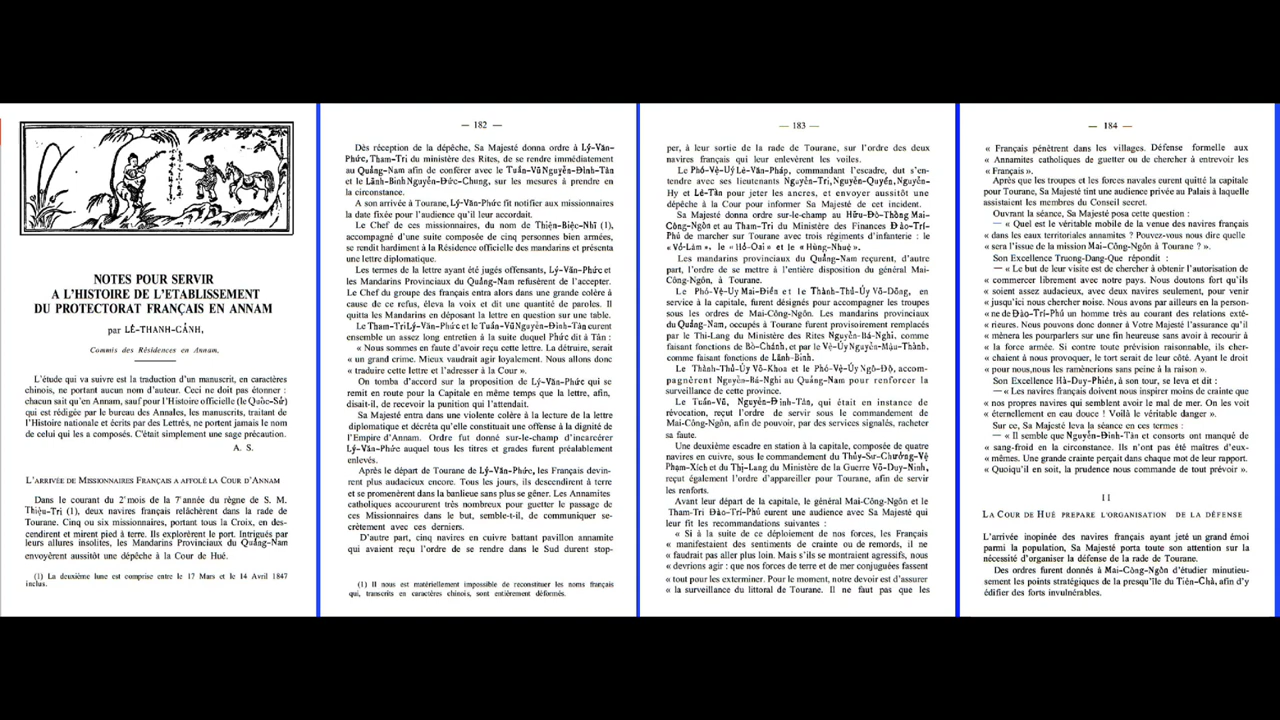 NOTES POUR SERVIR
A L'HISTOIRE DE L'ETABLISSEMENT
DU PROTECTORAT FRANÇAIS EN ANNAM
par LÊ-THANH-CẢNH,
Commis des Résidences en Annam,
L'étude qui va suivre est la traduction d'un manuscrit, en caractères
chinois, ne portant aucun nom d'auteur. Ceci ne doit pas étonner :
chacun sait qu'en Annam, sauf pour l'Histoire officielle (le Quốc-Sử)
qui est rédigée par le bureau des Annales, les manuscrits, traitant de
l'Histoire nationale et écrits par des Lettrés, ne portent jamais le nom
de celui qui les a composés. C'était simplement une sage précaution.
A. S.
L'ARRIVÉE DE MISSIONNAIRES FRANÇAIS A AFFOLÉ LA COUR D'ANNAM
Dans le courant du 2e mois de la 7e année du règne de S. M.
Thiệu-Trị (1), deux navires français relâchèrent dans la rade de
Tourane. Cinq ou six missionnaires, portant tous la Croix, en des-
cendirent et mirent pied à terre. Ils explorèrent le port. Intrigués par
leurs allures insolites, les Mandarins Provinciaux du Quảng-Nam
envoyèrent aussitôt une dépêche à la Cour de Hué.
(1) La deuxième lune est comprise entre le 17 Mars et le 14 Avril 1847
inclus.
— 182 —
Dès réception de la dépêche, Sa Majesté donna ordre à Lý-Văn-
Phức, Tham-Tri du ministère des Rites, de se rendre immédiatement
au Quảng-Nam afin de conférer avec le Tuần-Vũ Nguyễn-Đình-Tân
et le Lãnh-Binh Nguyễn-Đức-Chung, sur les mesures à prendre en
la circonstance.
A son arrivée à Tourane, Lý-Văn-Phức fit notifier aux missionnaires
la date fixée pour l'audience qu'il leur accordait.
Le Chef de ces missionnaires, du nom de Thiện-Biệc-Nhĩ (1),
accompagné d'une suite composée de cinq personnes bien armées,
se rendit hardiment à la Résidence officielle des mandarins et présenta
une lettre diplomatique.
Les termes de la lettre ayant été jugés offensants, Lý-Văn-Phức et
les Mandarins Provinciaux du Quảng-Nam refusèrent de l'accepter.
Le Chef du groupe des français entra alors dans une grande colère à
cause de ce refus, éleva la voix et dit une quantité de paroles. Il
quitta les Mandarins en déposant la lettre en question sur une table.
Le Tham-Tri Lý-Văn-Phức et le Tuần-Vũ Nguyễn-Đình-Tân eurent
ensemble un assez long entretien à la suite duquel Phức dit à Tân :
« Nous sommes en faute d'avoir reçu cette lettre. La détruire, serait
« un grand crime. Mieux vaudrait agir loyalement. Nous allons donc
« traduire cette lettre et l'adresser à la Cour ».
On tomba d'accord sur la proposition de Lý-Văn-Phức qui se
remit en route pour la Capitale en même temps que la lettre, afin,
disait-il, de recevoir la punition qui l'attendait.
Sa Majesté entra dans une violente colère à la lecture de la lettre
diplomatique et décréta qu'elle constituait une offense à la dignité de
l'Empire d'Annam. Ordre fut donné sur-le-champ d'incarcérer
Lý-Văn-Phức auquel tous les titres et grades furent préalablement
enlevés.
Après le départ de Tourane de Lý-Văn-Phức, les Français devin-
rent plus audacieux encore. Tous les jours, ils descendirent à terre
et se promenèrent dans la banlieue sans plus se gêner. Les Annamites
catholiques accoururent très nombreux pour guetter le passage de
ces Missionnaires dans le but, semble-t-il, de communiquer se-
crètement avec ces derniers.
D'autre part, cinq navires en cuivre battant pavillon annamite
qui avaient reçu l'ordre de se rendre dans le Sud durent stop-
(1) Il nous est matériellement impossible de reconstituer les noms français
qui, transcrits en caractères chinois, sont entièrement déformés.
— 183 —
per, à leur sortie de la rade de Tourane, sur l'ordre des deux
navires français qui leur enlevèrent les voiles.
Le Phó-Vệ-Uý Lê-Văn-Pháp, commandant l'escadre, dut s'en-
tendre avec ses lieutenants Nguyễn-Tri, Nguyễn-Quyến, Nguyễn-
Hy et Lê-Tần pour jeter les ancres, et envoyer aussitôt une
dépêche à la Cour pour informer Sa Majesté de cet incident.
Sa Majesté donna ordre sur-le-champ au Hữu-Đô-Thống Mai-
Công-Ngôn et au Tham-Tri du Ministère des Finances Đào-Trí-
Phú de marcher sur Tourane avec trois régiments d'infanterie : le
« Võ-Lâm », le « Hổ-Oai » et le « Hùng-Nhuệ ».
Les mandarins provinciaux du Quảng-Nam reçurent, d'autre
part, l'ordre de se mettre à l'entière disposition du général Mai-
Công-Ngôn, à Tourane.
Le Phó-Vệ-Uý Mai-Điền et le Thành-Thủ-Úy Võ-Dõng, en
service à la capitale, furent désignés pour accompagner les troupes
sous les ordres de Mai-Công-Ngôn. Les mandarins provinciaux
du Quảng-Nam, occupés à Tourane furent provisoirement remplacés
par le Thi-Lang du Ministère des Rites Nguyễn-Bá-Nghi, comme
faisant fonctions de Bố-Chánh, et par le Vệ-Úy Nguyễn-Mậu-Thành,
comme faisant fonctions de Lãnh-Binh.
Le Thành-Thủ-Úy Võ-Khoa et le Phó-Vệ-Úy Ngô-Độ, accom-
pagnèrent Nguyễn-Bá-Nghi au Quảng-Nam pour renforcer la
surveillance de cette province.
Le Tuần-Vũ, Nguyễn-Đình-Tân, qui était en instance de
révocation, reçut l'ordre de servir sous le commandement de
Mai-Công-Ngôn, afin de pouvoir, par des services signalés, racheter
sa faute.
Une deuxième escadre en station à la capitale, composée de quatre
navires en cuivre, sous le commandement du Thủy-Sư-Chưởng-Vệ
Phạm-Xích et du Thị-Lang du Ministère de la Guerre Võ-Duy-Ninh,
reçut également l'ordre d'appareiller pour Tourane, afin de servir
les renforts.
Avant leur départ de la capitale, le général Mai-Công-Ngôn et le
Tham-Tri Đào-Trí-Phú eurent une audience avec Sa Majesté qui
leur fit les recommandations suivantes :
« Si à la suite de ce déploiement de nos forces, les Français
« manifestaient des sentiments de crainte ou de remords, il ne
« faudrait pas aller plus loin. Mais s'ils se montraient agressifs, nous
« devrions agir : que nos forces de terre et de mer conjuguées fassent
« tout pour les exterminer. Pour le moment, notre devoir est d'assurer
« la surveillance du littoral de Tourane. Il ne faut pas que les
— 184 —
« Français pénètrent dans les villages. Défense formelle aux
« Annamites catholiques de guetter ou de chercher à entrevoir les
« Français ».
Après que les troupes et les forces navales eurent quitté la capitale
pour Tourane, Sa Majesté tint une audience privée au Palais à laquelle
assistaient les membres du Conseil secret.
Ouvrant la séance, Sa Majesté posa cette question :
— « Quel est le véritable mobile de la venue des navires français
« dans les eaux territoriales annamites ? Pouvez-vous nous dire quelle
« sera l'issue de la mission Mai-Công-Ngôn à Tourane ? ».
Son Excellence Truong-Dang-Que répondit :
— « Le but de leur visite est de chercher à obtenir l'autorisation de
« commercer librement avec notre pays. Nous doutons fort qu'ils
« soient assez audacieux, avec deux navires seulement, pour venir
« jusqu'ici nous chercher noise. Nous avons par ailleurs en la person-
« ne de Đào-Trí-Phú un homme très au courant des relations exté-
« rieures. Nous pouvons donc donner à Votre Majesté l'assurance qu'il
« mènera les pourparlers sur une fin heureuse sans avoir à recourir à
« la force armée. Si contre toute prévision raisonnable, ils cher-
« chaient à nous provoquer, le tort serait de leur côté. Ayant le droit
« pour nous, nous les ramènerions sans peine à la raison ».
Son Excellence Hà-Duy-Phiên, à son tour, se leva et dit :
— « Les navires français doivent nous inspirer moins de crainte que
« nos propres navires qui semblent avoir le mal de mer. On les voit
« éternellement en eau douce ! Voilà le véritable danger ».
Sur ce, Sa Majesté leva la séance en ces termes :
— « Il semble que Nguyễn-Đình-Tân et consorts ont manqué de
« sang-froid en la circonstance. Ils n'ont pas été maîtres d'eux-
« mêmes. Une grande crainte perçait dans chaque mot de leur rapport.
« Quoiqu'il en soit, la prudence nous commande de tout prévoir ».
II
LA COUR DE HUÉ PREPARE L'ORGANISATION DE LA DÉFENSE
L'arrivée inopinée des navires français ayant jeté un grand émoi
parmi la population, Sa Majesté porta toute son attention sur la
nécessité d'organiser la défense de la rade de Tourane.
Des ordres furent donnés à Mai-Công-Ngôn d'étudier minutieu-
sement les points stratégiques de la presqu'île du Tiên-Chà, afin d'y
édifier des forts invulnérables.